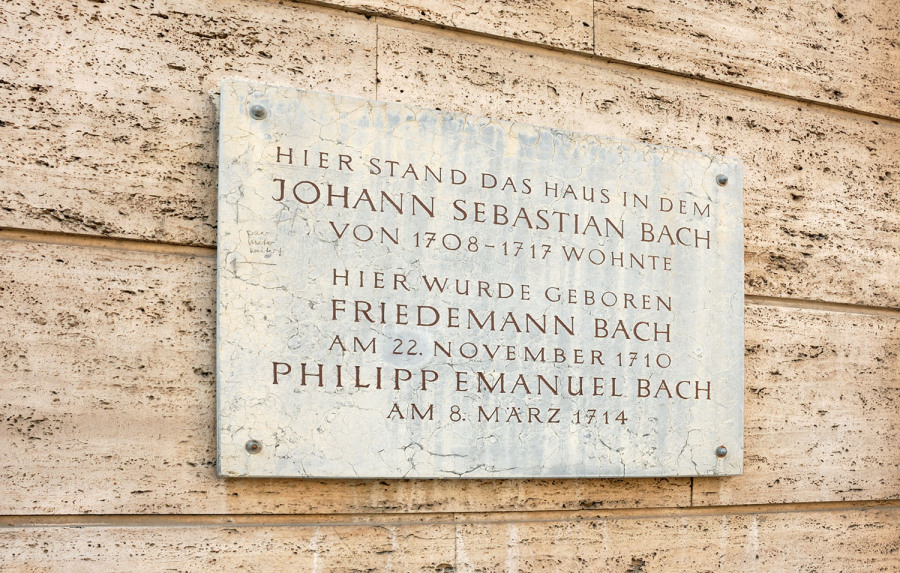 HIER STAND DAS HAUS IN DEM
JOHANN SEBASTIAN BACH
VON 1708-1717 WOHNTE
HIER WURDE GEBOREN
FRIEDEMANN BACH
AM 22. NOVEMBER 1710
PHILIPP EMANUEL BACH
AM 8. MÄRZ 1714